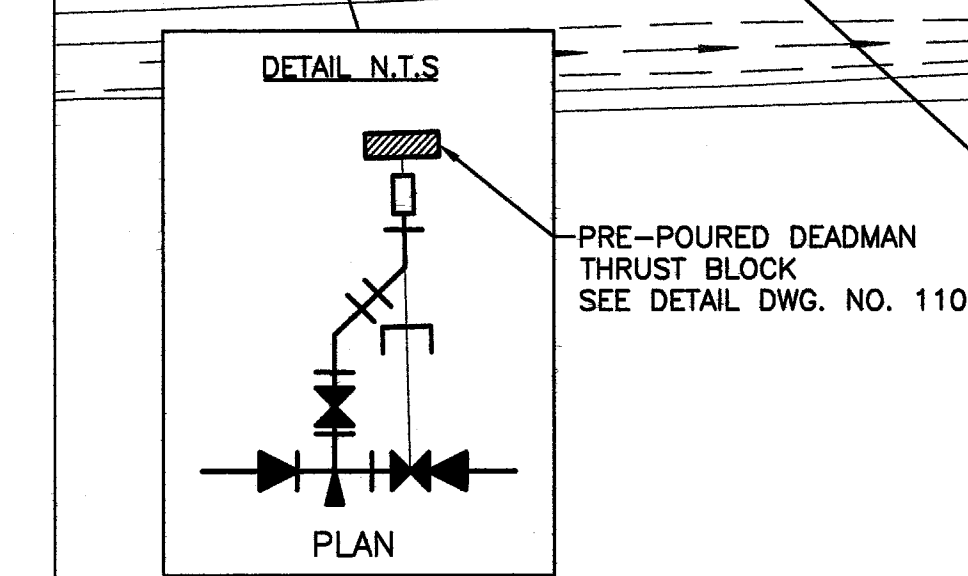 DETAIL N.T.S
PRE-POURED DEADMAN
THRUST BLOCK
SEE DETAIL DWG. NO. 110
PLAN